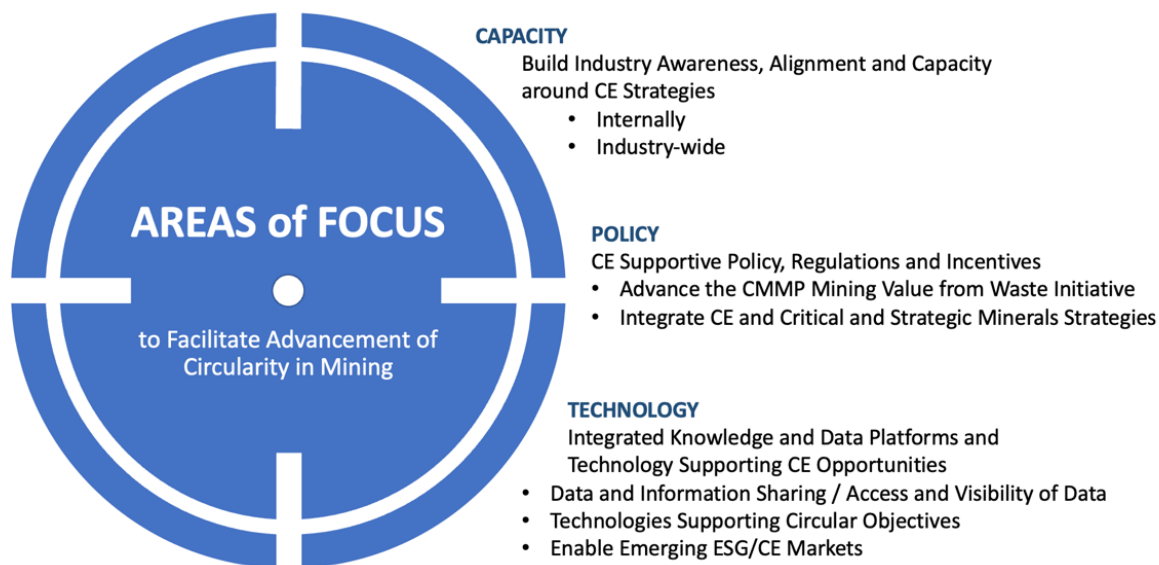 AREAS of FOCUS
to Facilitate Advancement of
Circularity in Mining
CAPACITY
Build Industry Awareness, Alignment and Capacity
around CE Strategies
• Internally
• Industry-wide
POLICY
CE Supportive Policy, Regulations and Incentives
• Advance the CMMP Mining Value from Waste Initiative
• Integrate CE and Critical and Strategic Minerals Strategies
TECHNOLOGY
Integrated Knowledge and Data Platforms and
Technology Supporting CE Opportunities
• Data and Information Sharing / Access and Visibility of Data
• Technologies Supporting Circular Objectives
• Enable Emerging ESG/CE Markets